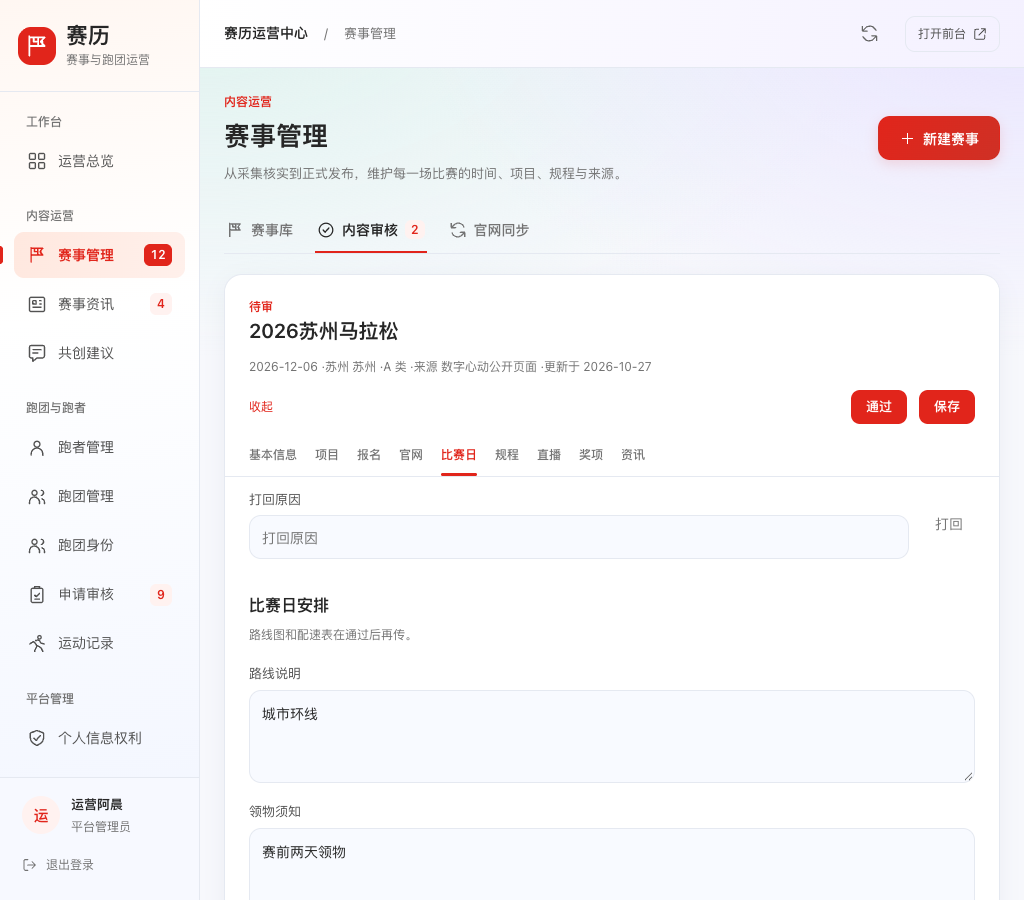 赛历
赛事与跑团运营
工作台
运营总览
内容运营
赛事管理 12
赛事资讯 4
共创建议
跑团与跑者
跑者管理
跑团管理
跑团身份
申请审核 9
运动记录
平台管理
个人信息权利
运
运营阿晨
平台管理员
退出登录
赛历运营中心 / 赛事管理
打开前台
内容运营
赛事管理
从采集核实到正式发布，维护每一场比赛的时间、项目、规程与来源。
新建赛事
赛事库 内容审核 2 官网同步
待审
2026苏州马拉松
2026-12-06 ·苏州 苏州 ·A 类 ·来源 数字心动公开页面 ·更新于 2026-10-27
收起
通过 保存
基本信息 项目 报名 官网 比赛日 规程 直播 奖项 资讯
打回原因
打回原因
打回
比赛日安排
路线图和配速表在通过后再传。
路线说明
城市环线
领物须知
赛前两天领物